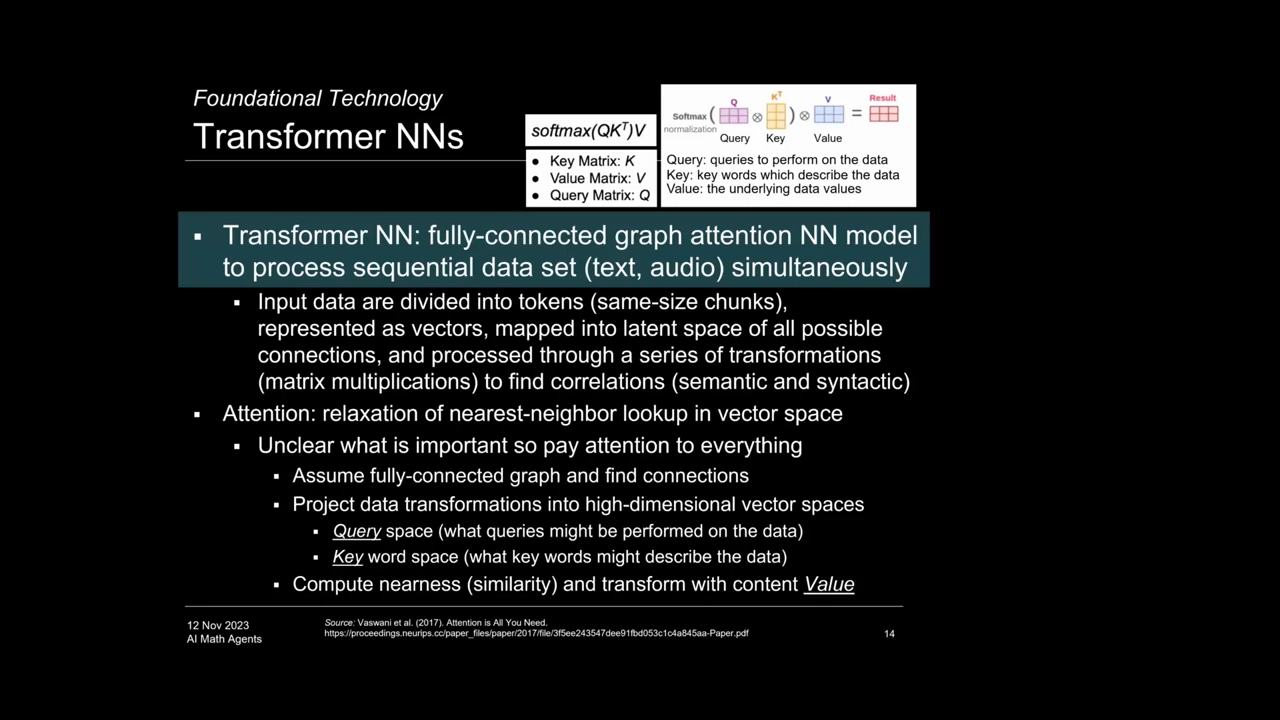 Foundational Technology
Transformer NNs
softmax(QKᵀ)V
▪ Key Matrix: K
▪ Value Matrix: V
▪ Query Matrix: Q
Q
Kᵀ
V
Result
Softmax ( ⊗ ) ⊗ =
normalization
Query Key Value
Query: queries to perform on the data
Key: key words which describe the data
Value: the underlying data values
▪ Transformer NN: fully-connected graph attention NN model
to process sequential data set (text, audio) simultaneously
▪ Input data are divided into tokens (same-size chunks),
represented as vectors, mapped into latent space of all possible
connections, and processed through a series of transformations
(matrix multiplications) to find correlations (semantic and syntactic)
▪ Attention: relaxation of nearest-neighbor lookup in vector space
▪ Unclear what is important so pay attention to everything
▪ Assume fully-connected graph and find connections
▪ Project data transformations into high-dimensional vector spaces
▪ Query space (what queries might be performed on the data)
▪ Key word space (what key words might describe the data)
▪ Compute nearness (similarity) and transform with content Value
12 Nov 2023
AI Math Agents
Source: Vaswani et al. (2017). Attention is All You Need.
https://proceedings.neurips.cc/paper_files/paper/2017/file/3f5ee243547dee91fbd053c1c4a845aa-Paper.pdf
14